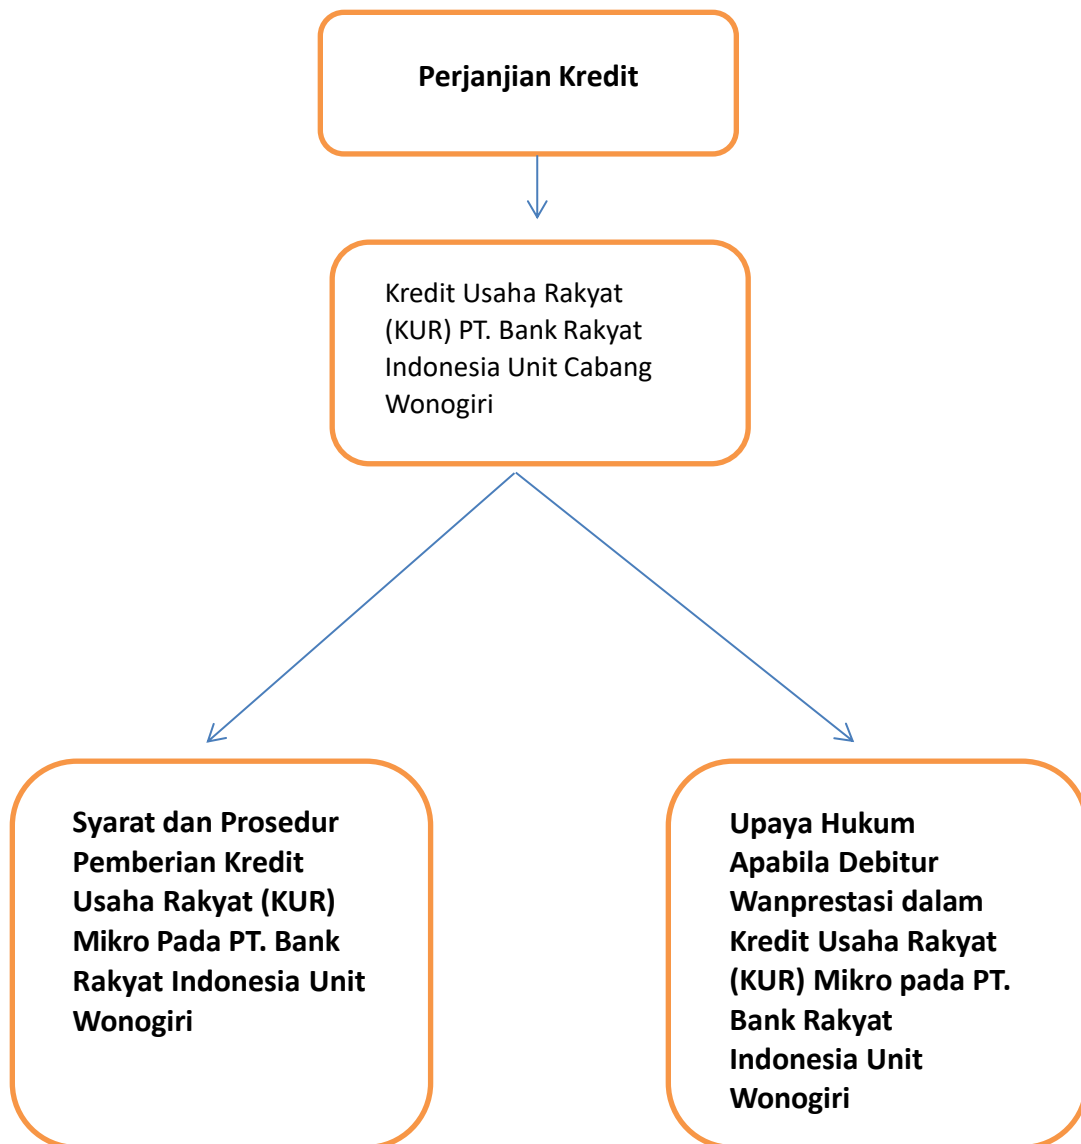 Perjanjian Kredit
Kredit Usaha Rakyat
(KUR) PT. Bank Rakyat
Indonesia Unit Cabang
Wonogiri
Syarat dan Prosedur
Pemberian Kredit
Usaha Rakyat (KUR)
Mikro Pada PT. Bank
Rakyat Indonesia Unit
Wonogiri
Upaya Hukum
Apabila Debitur
Wanprestasi dalam
Kredit Usaha Rakyat
(KUR) Mikro pada PT.
Bank Rakyat
Indonesia Unit
Wonogiri